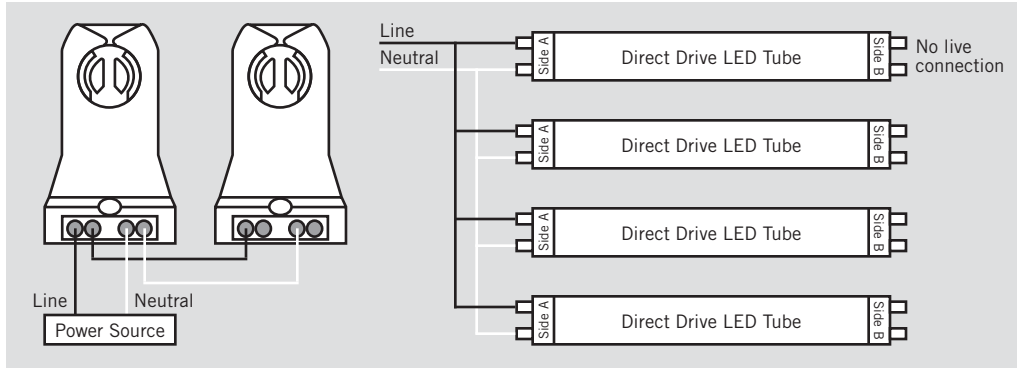 Line
Neutral
Power Source
Line
Neutral
Side A
Direct Drive LED Tube
Side B
No live
connection
Side A
Direct Drive LED Tube
Side B
Side A
Direct Drive LED Tube
Side B
Side A
Direct Drive LED Tube
Side B